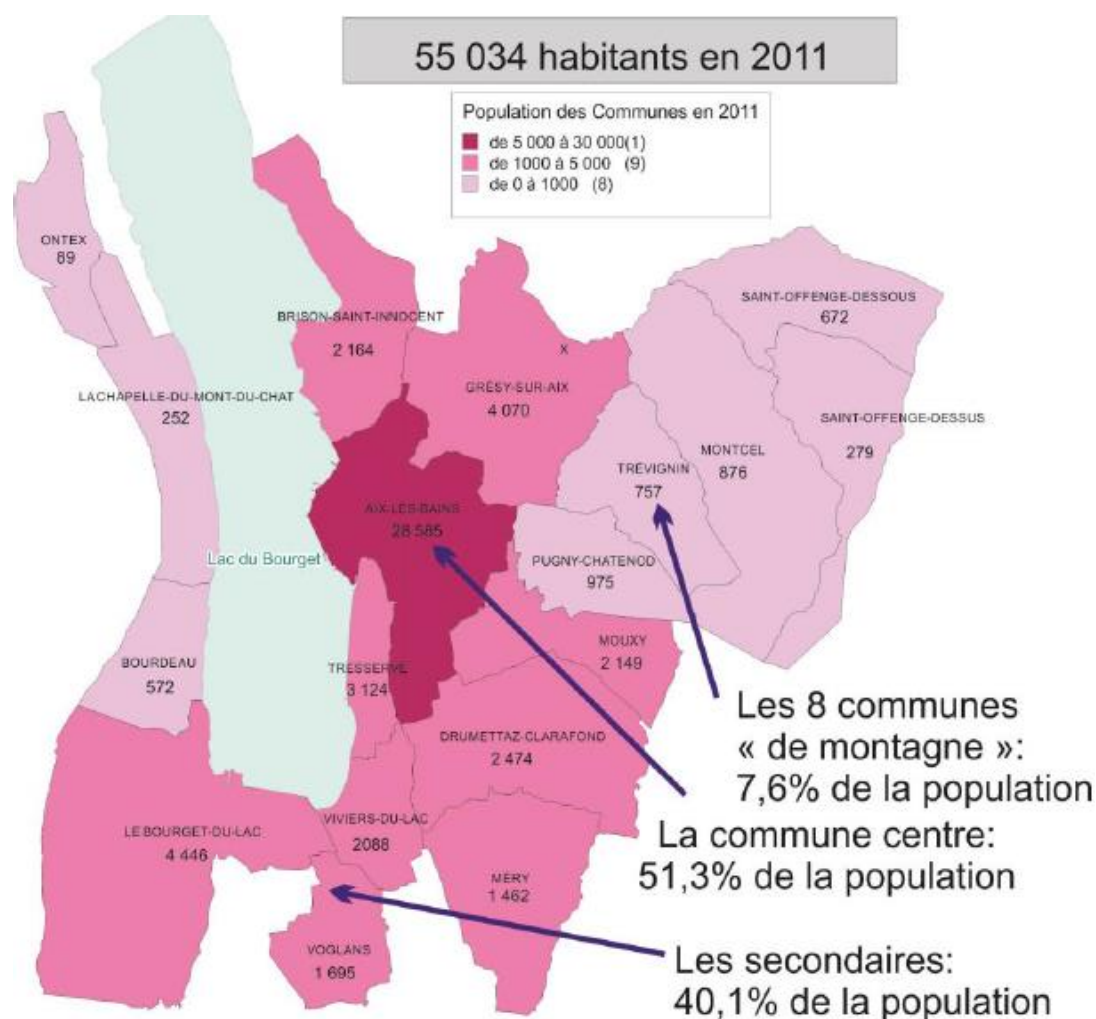 55 034 habitants en 2011
Population des Communes en 2011
de 5 000 à 30 000(1)
de 1000 à 5 000 (9)
de 0 à 1000 (8)
ONTEX
89
SAINT-OFFENGE-DESSOUS
672
BRISON-SAINT-INNOCENT
2 164
X
GRÉSY-SUR-AIX
4 070
LA CHAPELLE-DU-MONT-DU-CHAT
252
SAINT-OFFENGE-DESSUS
279
MONTCEL
876
TRÉVIGNIN
757
AIX-LES-BAINS
28 585
Lac du Bourget
PUGNY-CHATENOD
975
MOUXY
2 149
BOURDEAU
572
TRESSERVE
3 124
DRUMETTAZ-CLARAFOND
2 474
Les 8 communes
« de montagne »:
7,6% de la population
VIVIERS-DU-LAC
2088
LE BOURGET-DU-LAC
4 446
La commune centre:
51,3% de la population
MÉRY
1 462
VOGLANS
1 695
Les secondaires:
40,1% de la population